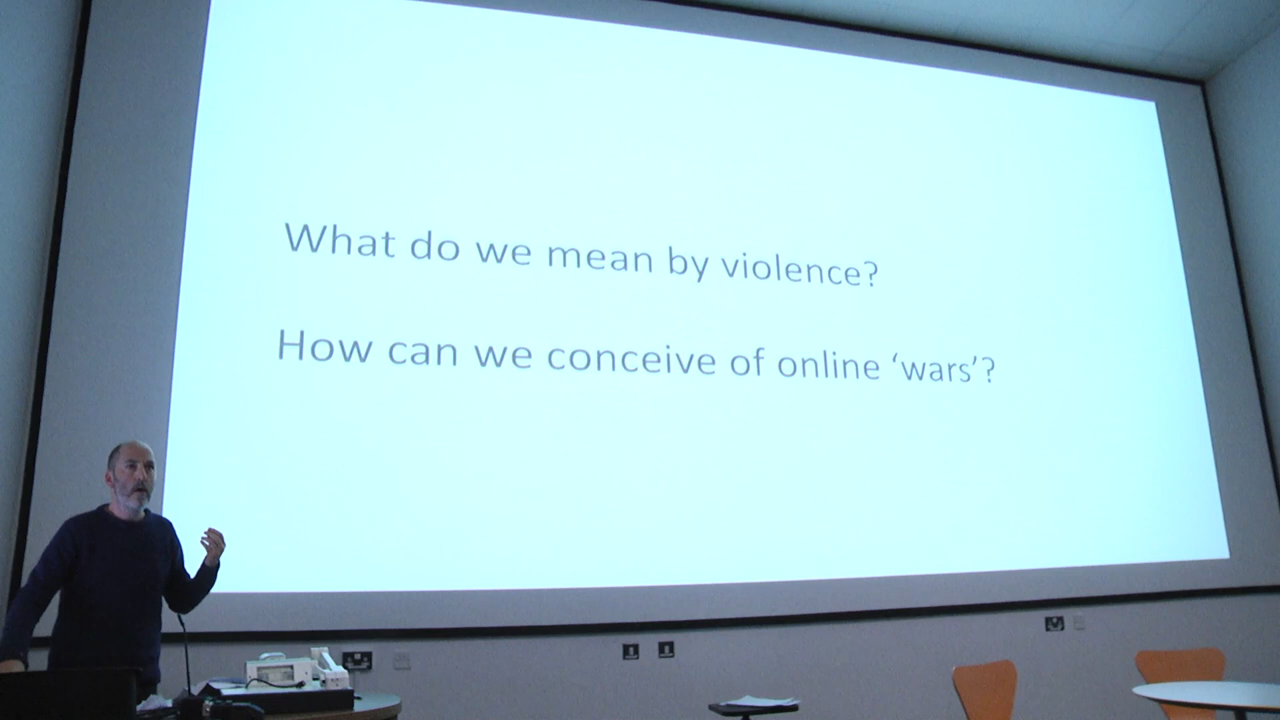 What do we mean by violence?
How can we conceive of online ‘wars’?